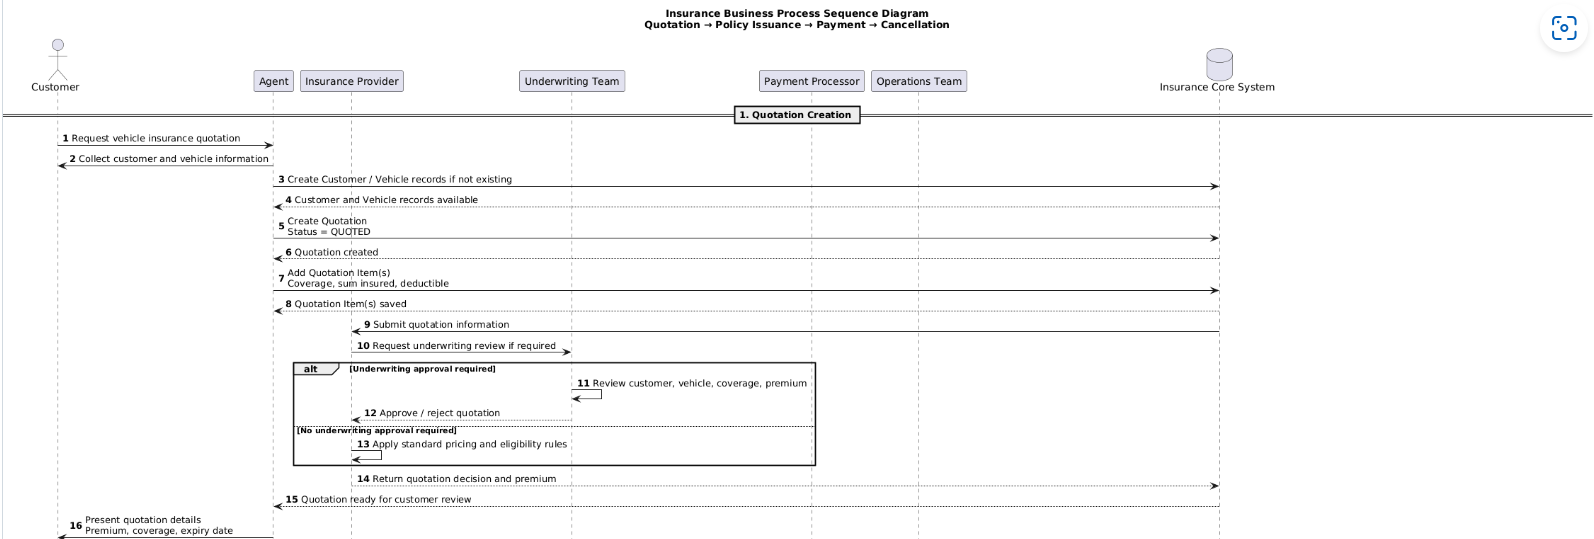 Insurance Business Process Sequence Diagram
Quotation → Policy Issuance → Payment → Cancellation
Customer
Agent
Insurance Provider
Underwriting Team
Payment Processor
Operations Team
Insurance Core System
1. Quotation Creation
1 Request vehicle insurance quotation
2 Collect customer and vehicle information
3 Create Customer / Vehicle records if not existing
4 Customer and Vehicle records available
5 Create Quotation
Status = QUOTED
6 Quotation created
7 Add Quotation Item(s)
Coverage, sum insured, deductible
8 Quotation Item(s) saved
9 Submit quotation information
10 Request underwriting review if required
alt [Underwriting approval required]
11 Review customer, vehicle, coverage, premium
12 Approve / reject quotation
[No underwriting approval required]
13 Apply standard pricing and eligibility rules
14 Return quotation decision and premium
15 Quotation ready for customer review
16 Present quotation details
Premium, coverage, expiry date